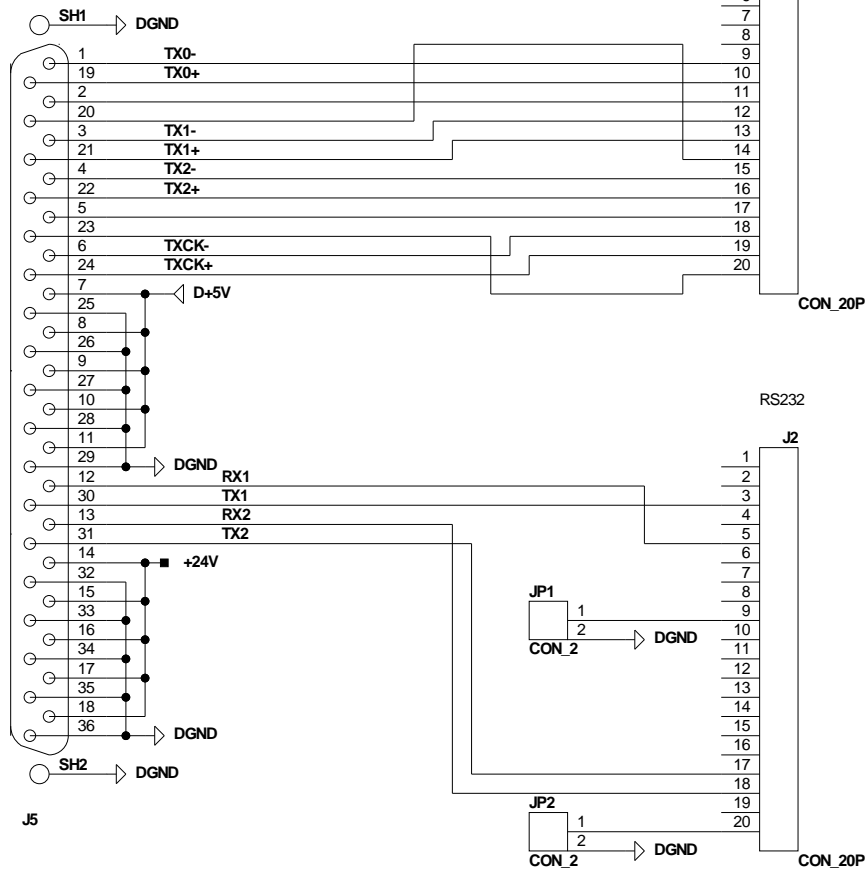 SH1
DGND
1 TX0-
19 TX0+
2
20
3 TX1-
21 TX1+
4 TX2-
22 TX2+
5
23
6 TXCK-
24 TXCK+
7
D+5V
25
8
26
9
27
10
28
11
29
DGND
12 RX1
30 TX1
13 RX2
31 TX2
14
+24V
32
15
33
16
34
17
35
18
36
DGND
SH2
DGND
J5
7
8
9
10
11
12
13
14
15
16
17
18
19
20
CON_20P
RS232
J2
1
2
3
4
5
6
7
8
9
10
11
12
13
14
15
16
17
18
19
20
CON_20P
JP1
1
2
DGND
CON_2
JP2
1
2
DGND
CON_2